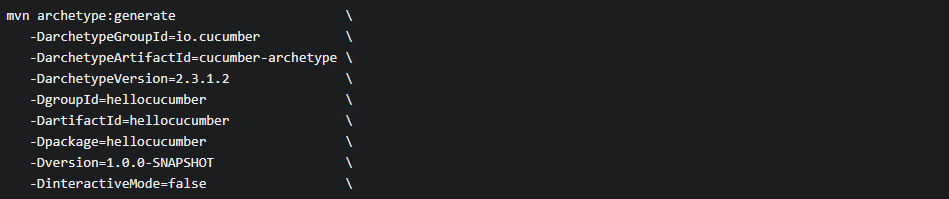 mvn archetype:generate                      \
   -DarchetypeGroupId=io.cucumber           \
   -DarchetypeArtifactId=cucumber-archetype \
   -DarchetypeVersion=2.3.1.2               \
   -DgroupId=hellocucumber                  \
   -DartifactId=hellocucumber               \
   -Dpackage=hellocucumber                  \
   -Dversion=1.0.0-SNAPSHOT                 \
   -DinteractiveMode=false                  \